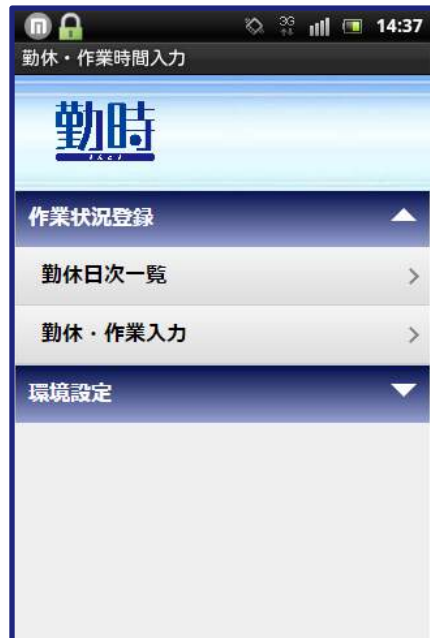 3G 14:37
勤休・作業時間入力
勤時
作業状況登録
勤休日次一覧
勤休・作業入力
環境設定